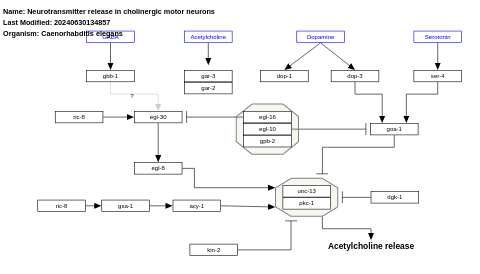 Name: Neurotransmitter release in cholinergic motor neurons
Last Modified: 20240630134857
Organism: Caenorhabditis elegans
GABA
Acetylcholine
Dopamine
Serotonin
gbb-1
gar-3
gar-2
dop-1
dop-3
ser-4
?
ric-8
egl-30
egl-16
egl-10
gpb-2
goa-1
egl-8
unc-13
pkc-1
dgk-1
ric-8
gsa-1
acy-1
kin-2
Acetylcholine release